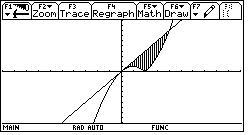 F1▼ F2▼ F3 F4 F5▼ F6▼ F7▼
Zoom Trace Regraph Math Draw
MAIN RAD AUTO FUNC